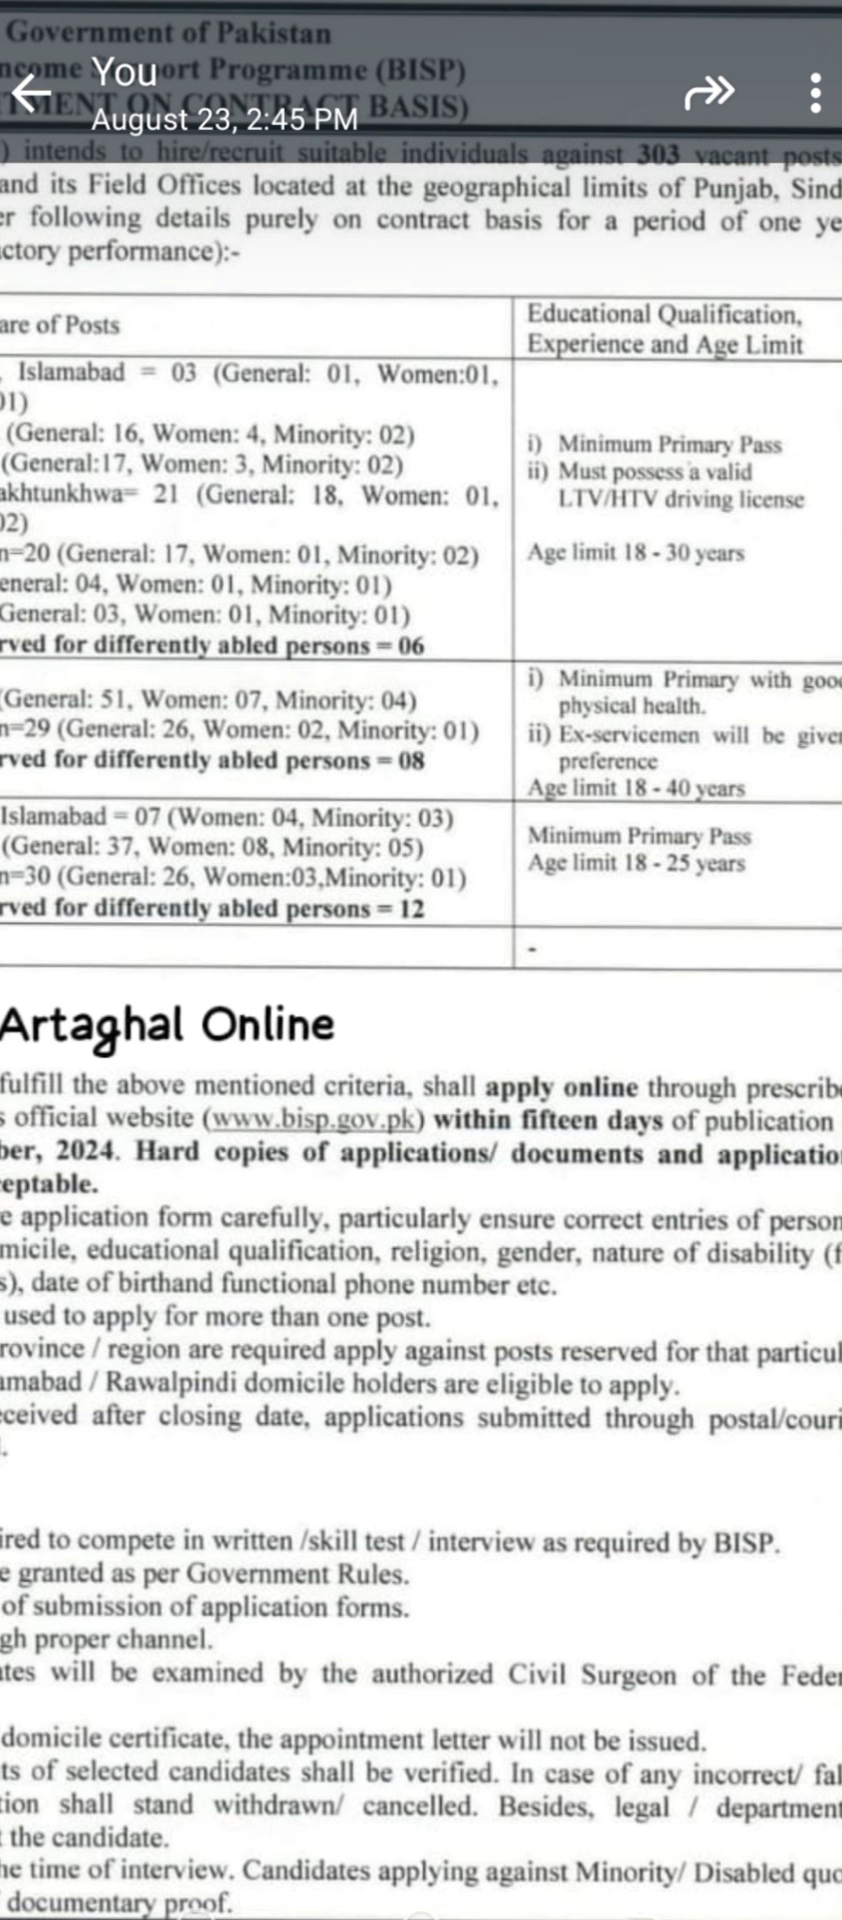 Government of Pakistan
ncome Support Programme (BISP)
TMENT ON CONTRACT BASIS)
You
August 23, 2:45 PM
) intends to hire/recruit suitable individuals against 303 vacant posts
and its Field Offices located at the geographical limits of Punjab, Sind
er following details purely on contract basis for a period of one ye
actory performance):-
are of Posts
Educational Qualification,
Experience and Age Limit
, Islamabad = 03 (General: 01, Women:01,
01)
(General: 16, Women: 4, Minority: 02)
(General:17, Women: 3, Minority: 02)
akhtunkhwa= 21 (General: 18, Women: 01,
02)
n=20 (General: 17, Women: 01, Minority: 02)
eneral: 04, Women: 01, Minority: 01)
General: 03, Women: 01, Minority: 01)
rved for differently abled persons = 06
i) Minimum Primary Pass
ii) Must possess a valid
LTV/HTV driving license
Age limit 18 - 30 years
(General: 51, Women: 07, Minority: 04)
n=29 (General: 26, Women: 02, Minority: 01)
rved for differently abled persons = 08
i) Minimum Primary with good
physical health.
ii) Ex-servicemen will be given
preference
Age limit 18 - 40 years
Islamabad = 07 (Women: 04, Minority: 03)
(General: 37, Women: 08, Minority: 05)
n=30 (General: 26, Women:03,Minority: 01)
rved for differently abled persons = 12
Minimum Primary Pass
Age limit 18 - 25 years
-
Artaghal Online
fulfill the above mentioned criteria, shall apply online through prescribe
s official website (www.bisp.gov.pk) within fifteen days of publication
ber, 2024. Hard copies of applications/ documents and applicatio
eptable.
e application form carefully, particularly ensure correct entries of person
micile, educational qualification, religion, gender, nature of disability (f
s), date of birthand functional phone number etc.
used to apply for more than one post.
rovince / region are required apply against posts reserved for that particul
amabad / Rawalpindi domicile holders are eligible to apply.
eceived after closing date, applications submitted through postal/couri
.
ired to compete in written /skill test / interview as required by BISP.
e granted as per Government Rules.
of submission of application forms.
gh proper channel.
ates will be examined by the authorized Civil Surgeon of the Feder
domicile certificate, the appointment letter will not be issued.
ts of selected candidates shall be verified. In case of any incorrect/ fal
tion shall stand withdrawn/ cancelled. Besides, legal / department
t the candidate.
he time of interview. Candidates applying against Minority/ Disabled quo
documentary proof.